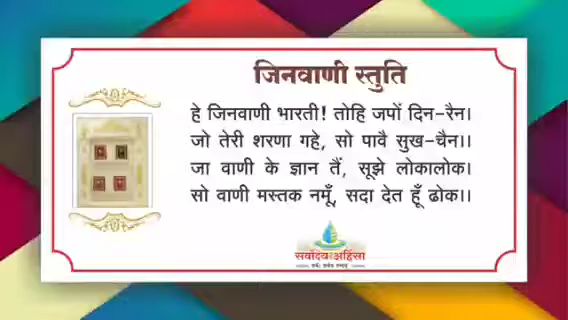 जिनवाणी स्तुति
हे जिनवाणी भारती! तोहि जपों दिन-रैन।
जो तेरी शरणा गहे, सो पावै सुख-चैन।।
जा वाणी के ज्ञान तैं, सूझे लोकालोक।
सो वाणी मस्तक नमूँ, सदा देत हूँ ढोक।।
सर्वोदय अहिंसा